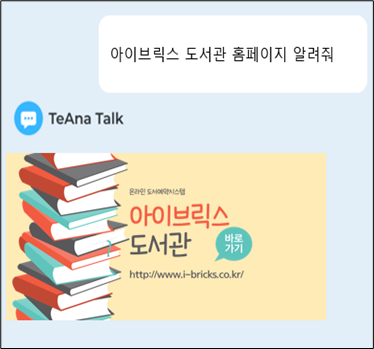 아이브릭스 도서관 홈페이지 알려줘
TeAna Talk
온라인 도서예약시스템
아이브릭스
도서관
바로
가기
http://www.i-bricks.co.kr/